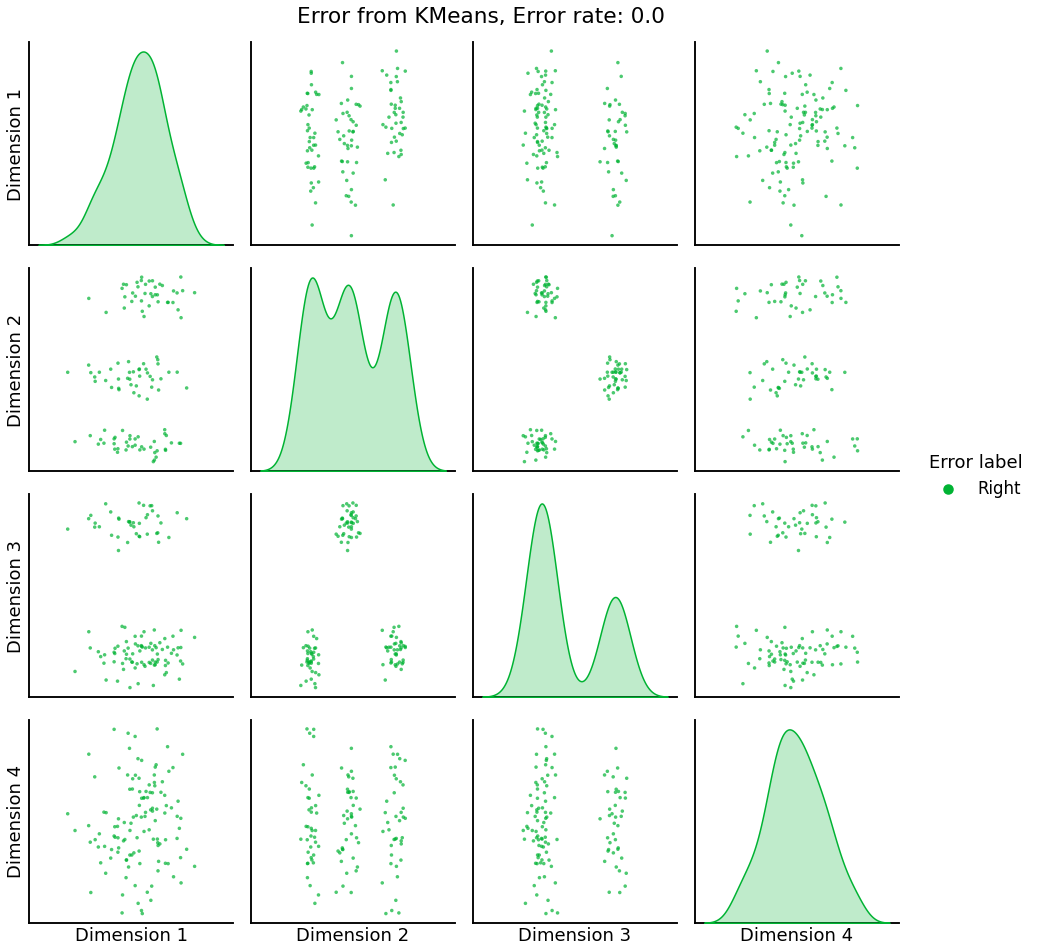 Error from KMeans, Error rate: 0.0
Dimension 1
Dimension 2
Dimension 3
Dimension 4
Error label
Right
Dimension 1
Dimension 2
Dimension 3
Dimension 4